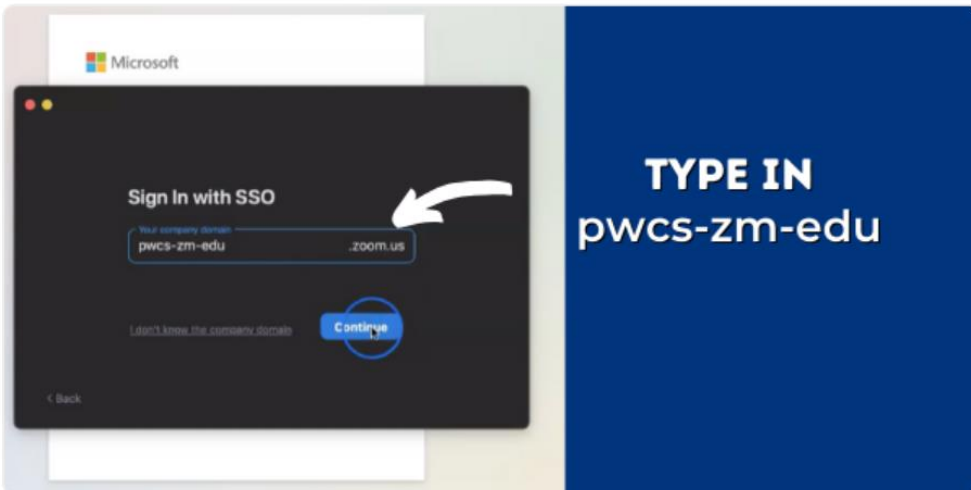 Microsoft
Sign In with SSO
Your company domain
pwcs-zm-edu .zoom.us
I don't know the company domain
Continue
< Back
TYPE IN
pwcs-zm-edu